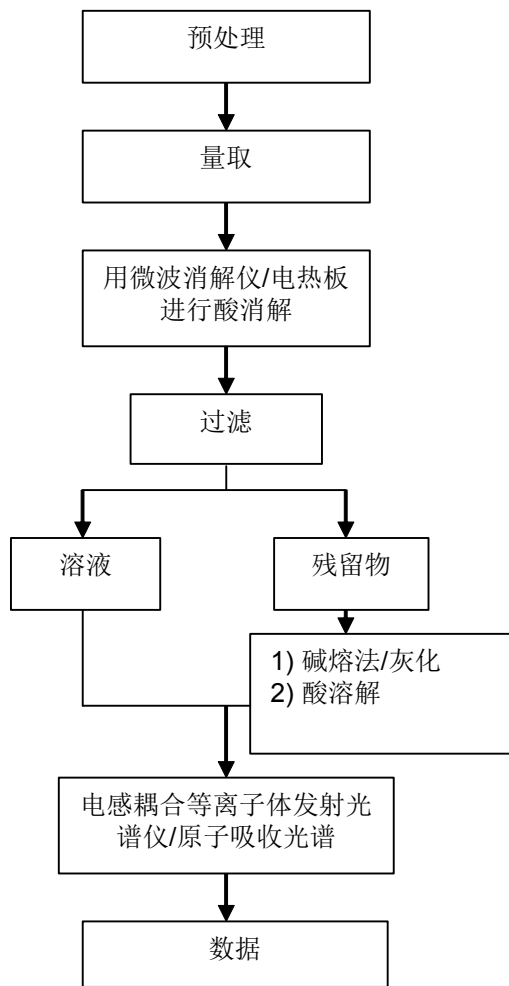 预处理
量取
用微波消解仪/电热板
进行酸消解
过滤
溶液
残留物
1) 碱熔法/灰化
2) 酸溶解
电感耦合等离子体发射光
谱仪/原子吸收光谱
数据